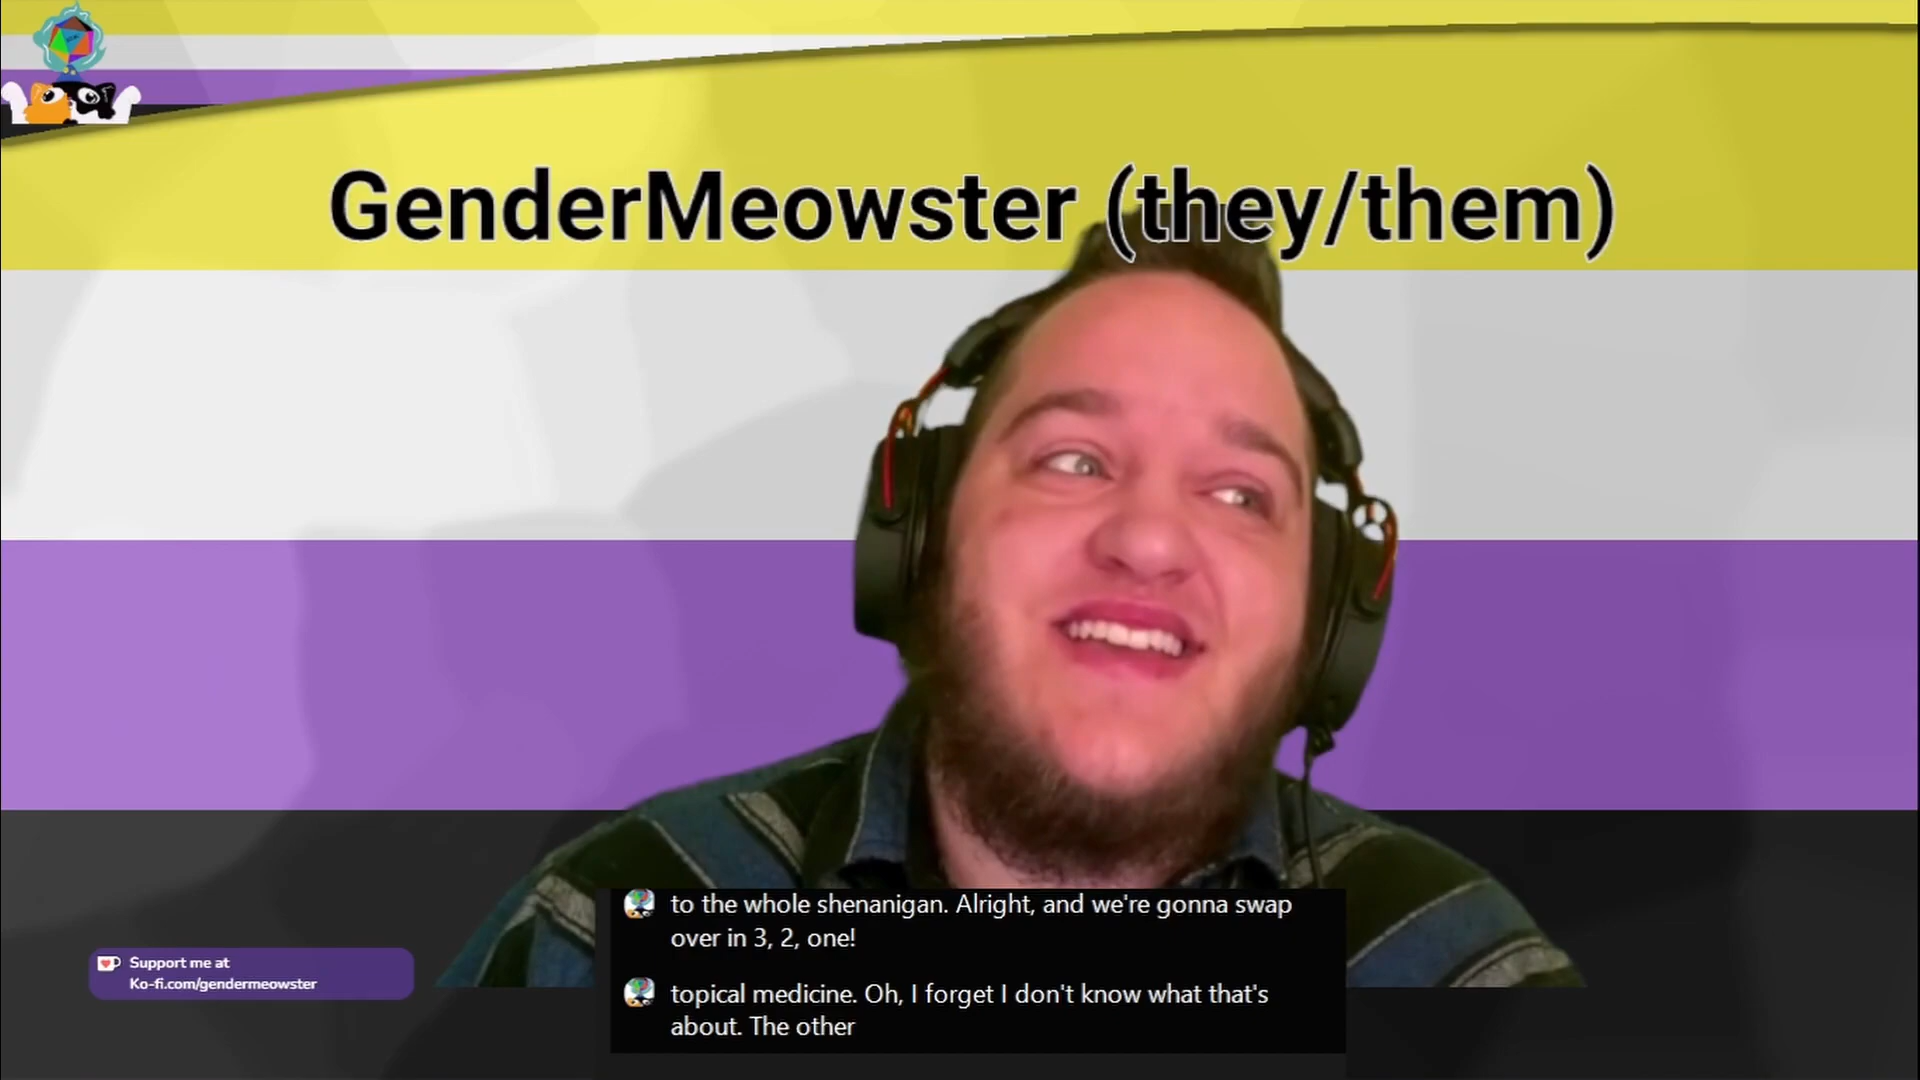 GenderMeowster (they/them)
to the whole shenanigan. Alright, and we're gonna swap
over in 3, 2, one!
topical medicine. Oh, I forget I don't know what that's
about. The other
Support me at
Ko-fi.com/gendermeowster